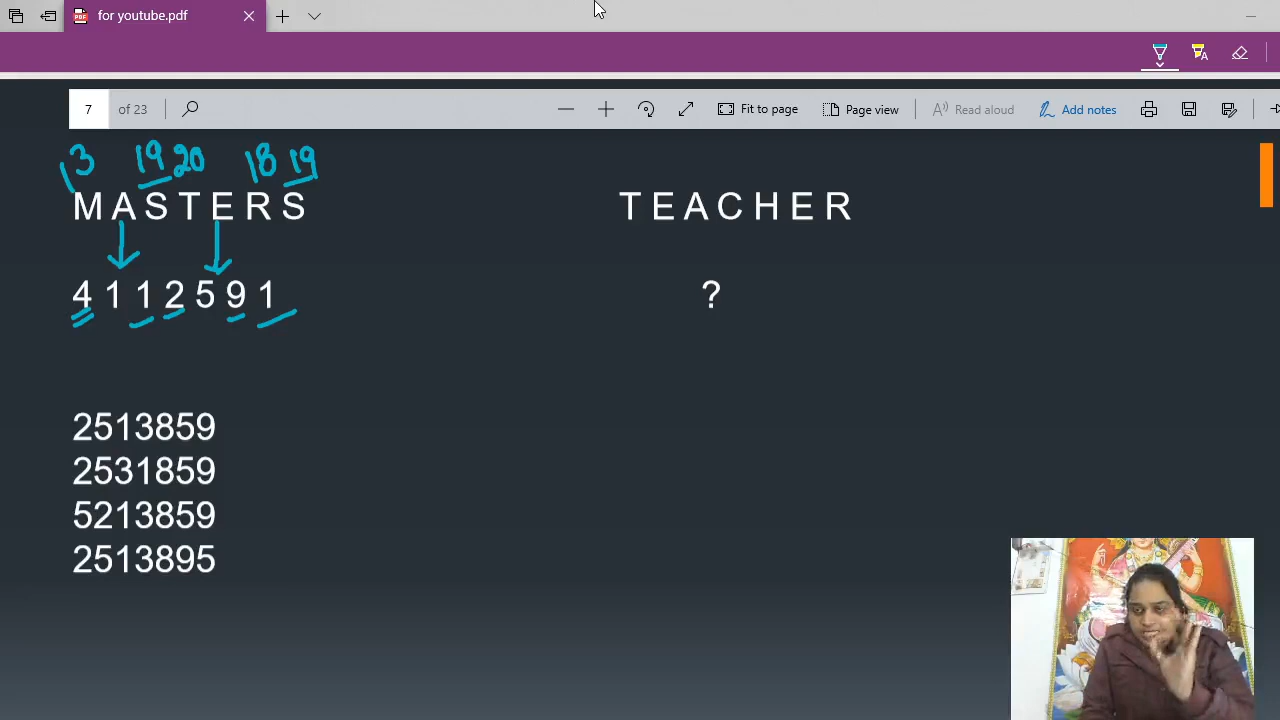 for youtube.pdf
7 of 23 Fit to page Page view Read aloud Add notes
13 19 20 18 19
MASTERS TEACHER
4112591 ?
2513859
2531859
5213859
2513895